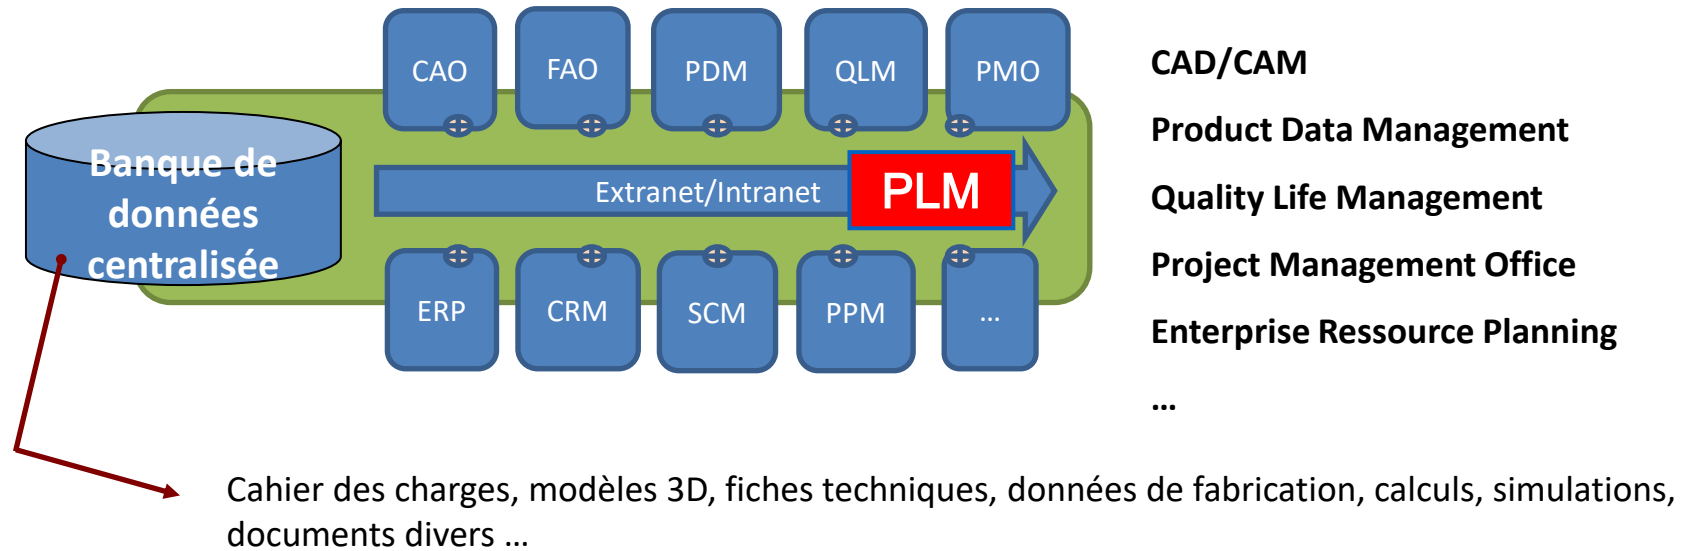 CAO
FAO
PDM
QLM
PMO
Banque de
données
centralisée
Extranet/Intranet
PLM
ERP
CRM
SCM
PPM
...
CAD/CAM
Product Data Management
Quality Life Management
Project Management Office
Enterprise Ressource Planning
...
Cahier des charges, modèles 3D, fiches techniques, données de fabrication, calculs, simulations,
documents divers ...